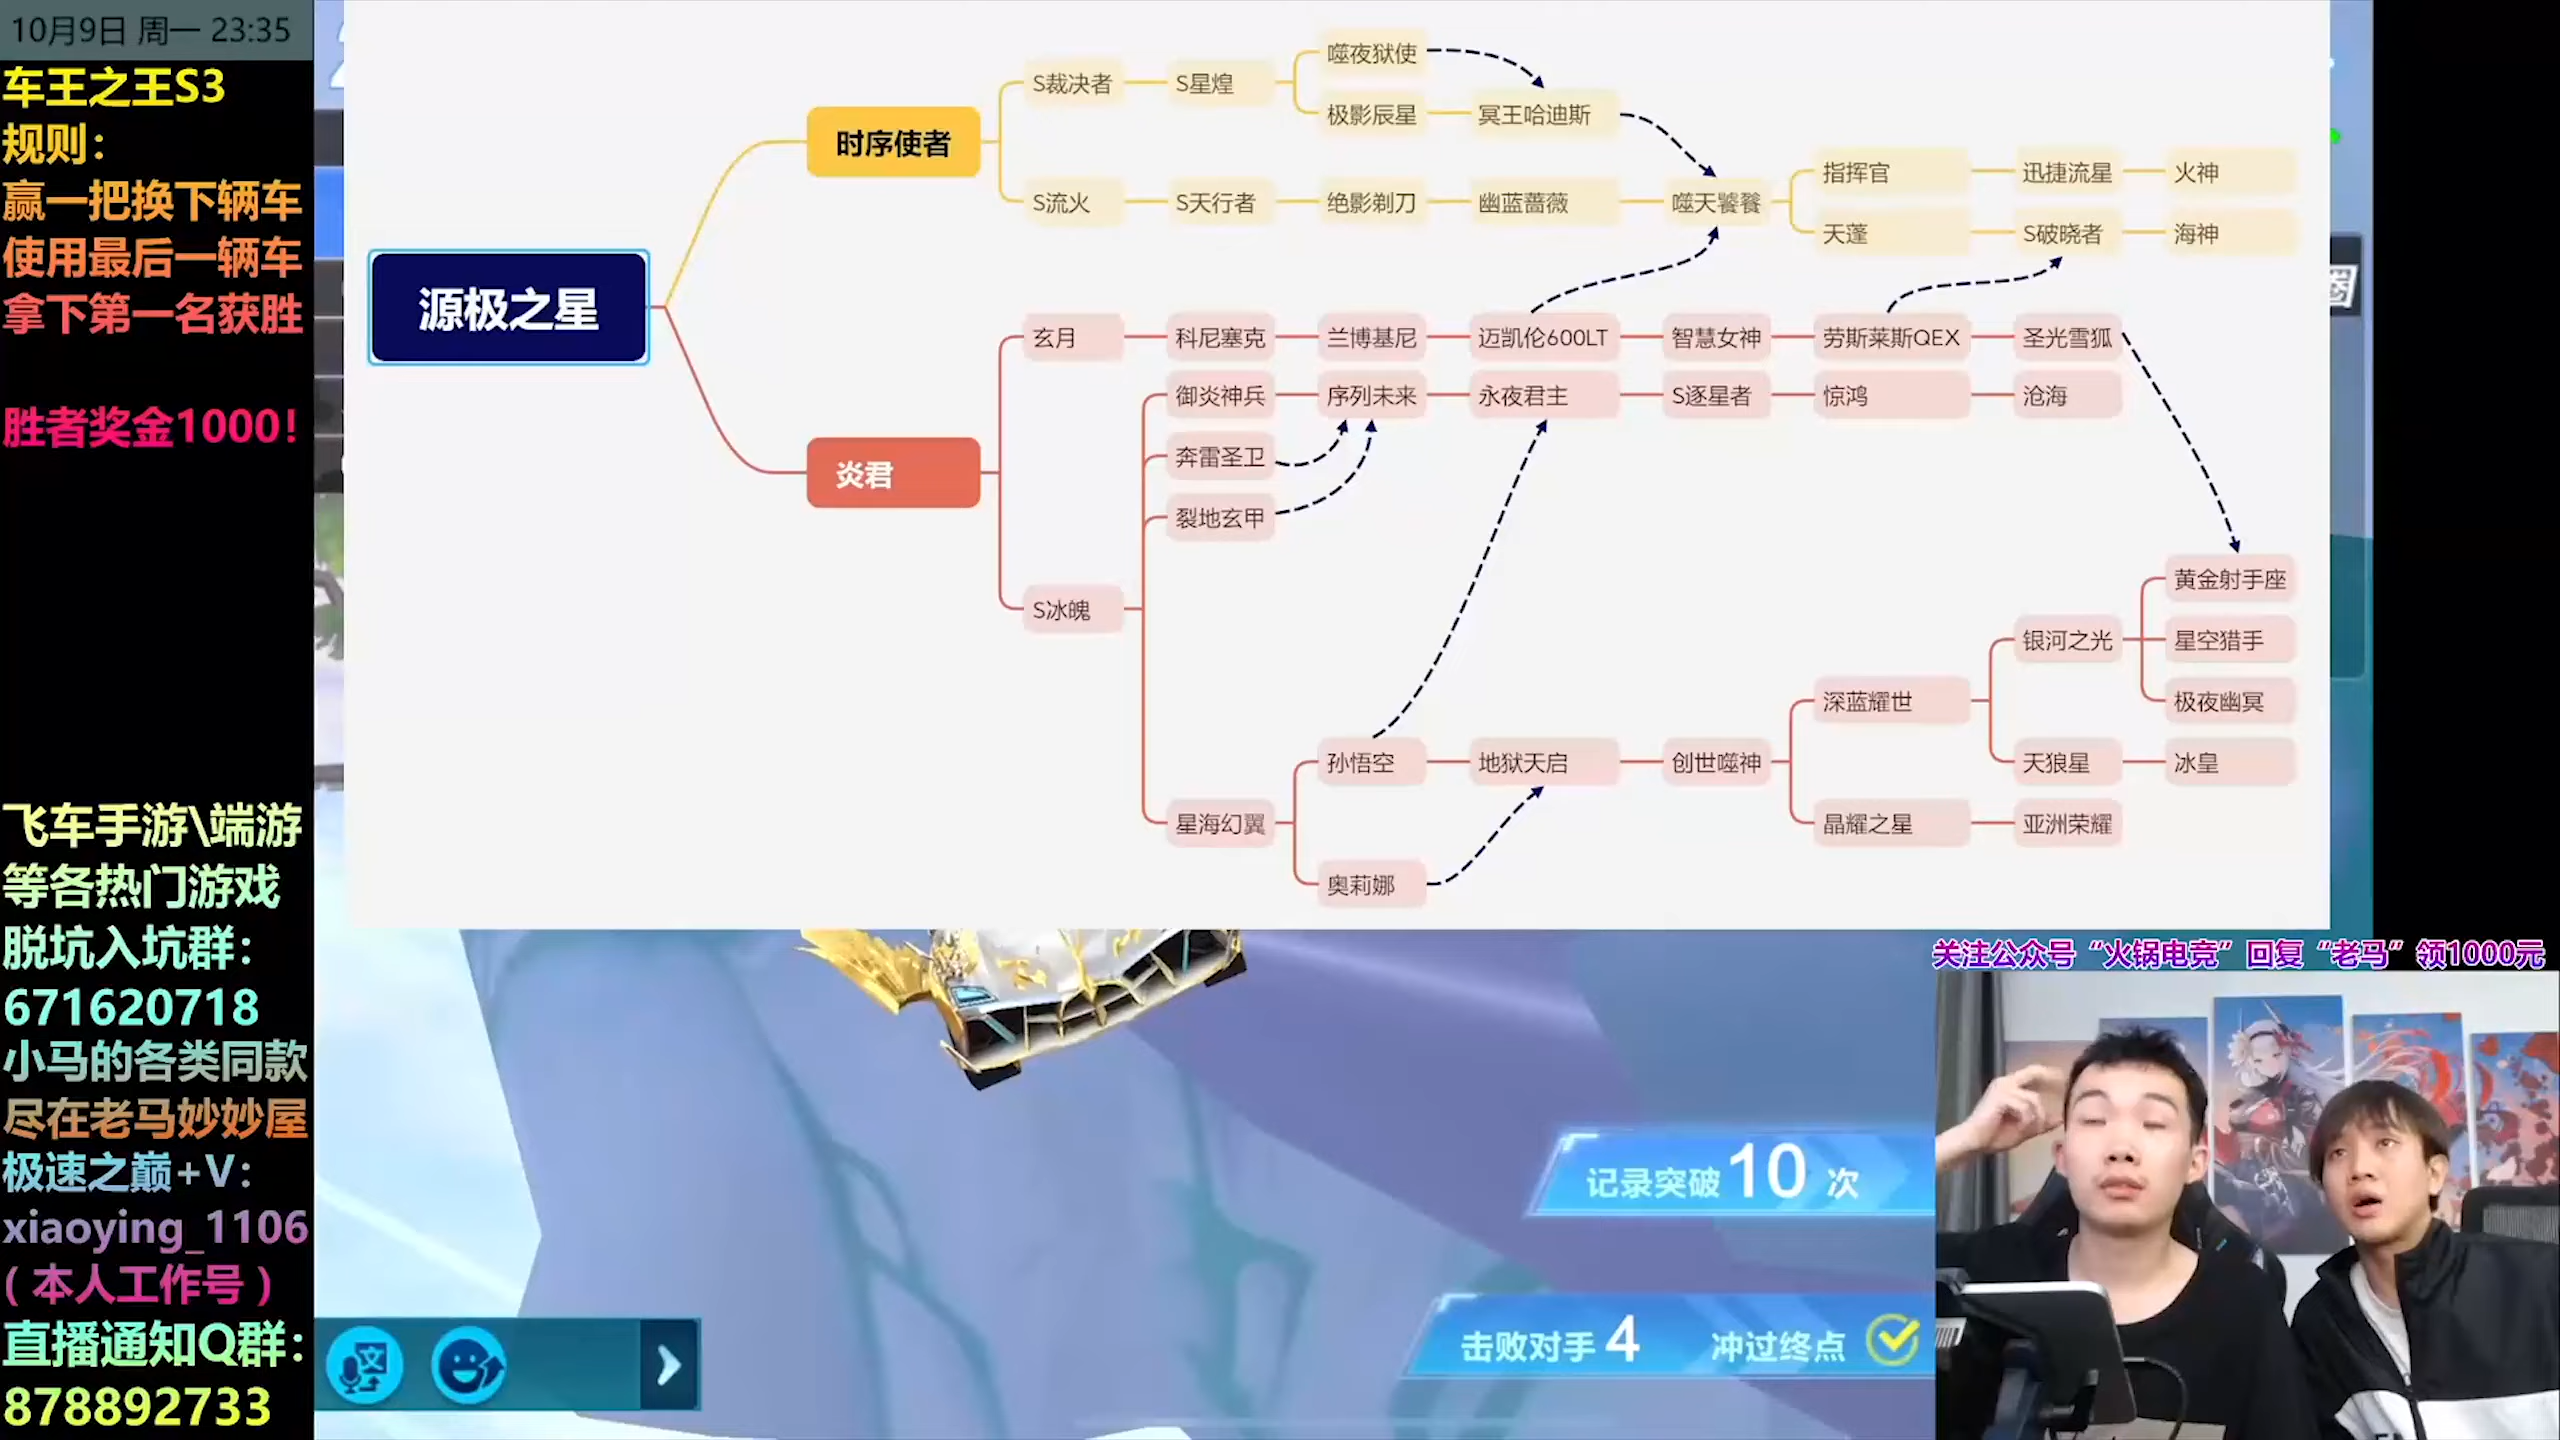 10月9日 周一 23:35
车王之王S3
规则：
赢一把换下辆车
使用最后一辆车
拿下第一名获胜
胜者奖金1000！
飞车手游\端游
等各热门游戏
脱坑入坑群：
671620718
小马的各类同款
尽在老马妙妙屋
极速之巅+V：
xiaoying_1106
（本人工作号）
直播通知Q群：
878892733
源极之星
时序使者
S裁决者
S星煌
噬夜狱使
极影辰星
冥王哈迪斯
S流火
S天行者
绝影剃刀
幽蓝蔷薇
噬天饕餮
指挥官
迅捷流星
火神
天蓬
S破晓者
海神
炎君
玄月
科尼塞克
兰博基尼
迈凯伦600LT
智慧女神
劳斯莱斯QEX
圣光雪狐
御炎神兵
序列未来
永夜君主
S逐星者
惊鸿
沧海
奔雷圣卫
裂地玄甲
S冰魄
星海幻翼
孙悟空
地狱天启
创世噬神
奥莉娜
深蓝耀世
银河之光
黄金射手座
星空猎手
极夜幽冥
天狼星
冰皇
晶耀之星
亚洲荣耀
圈
关注公众号“火锅电竞”回复“老马”领1000元
记录突破10次
击败对手4 冲过终点
文